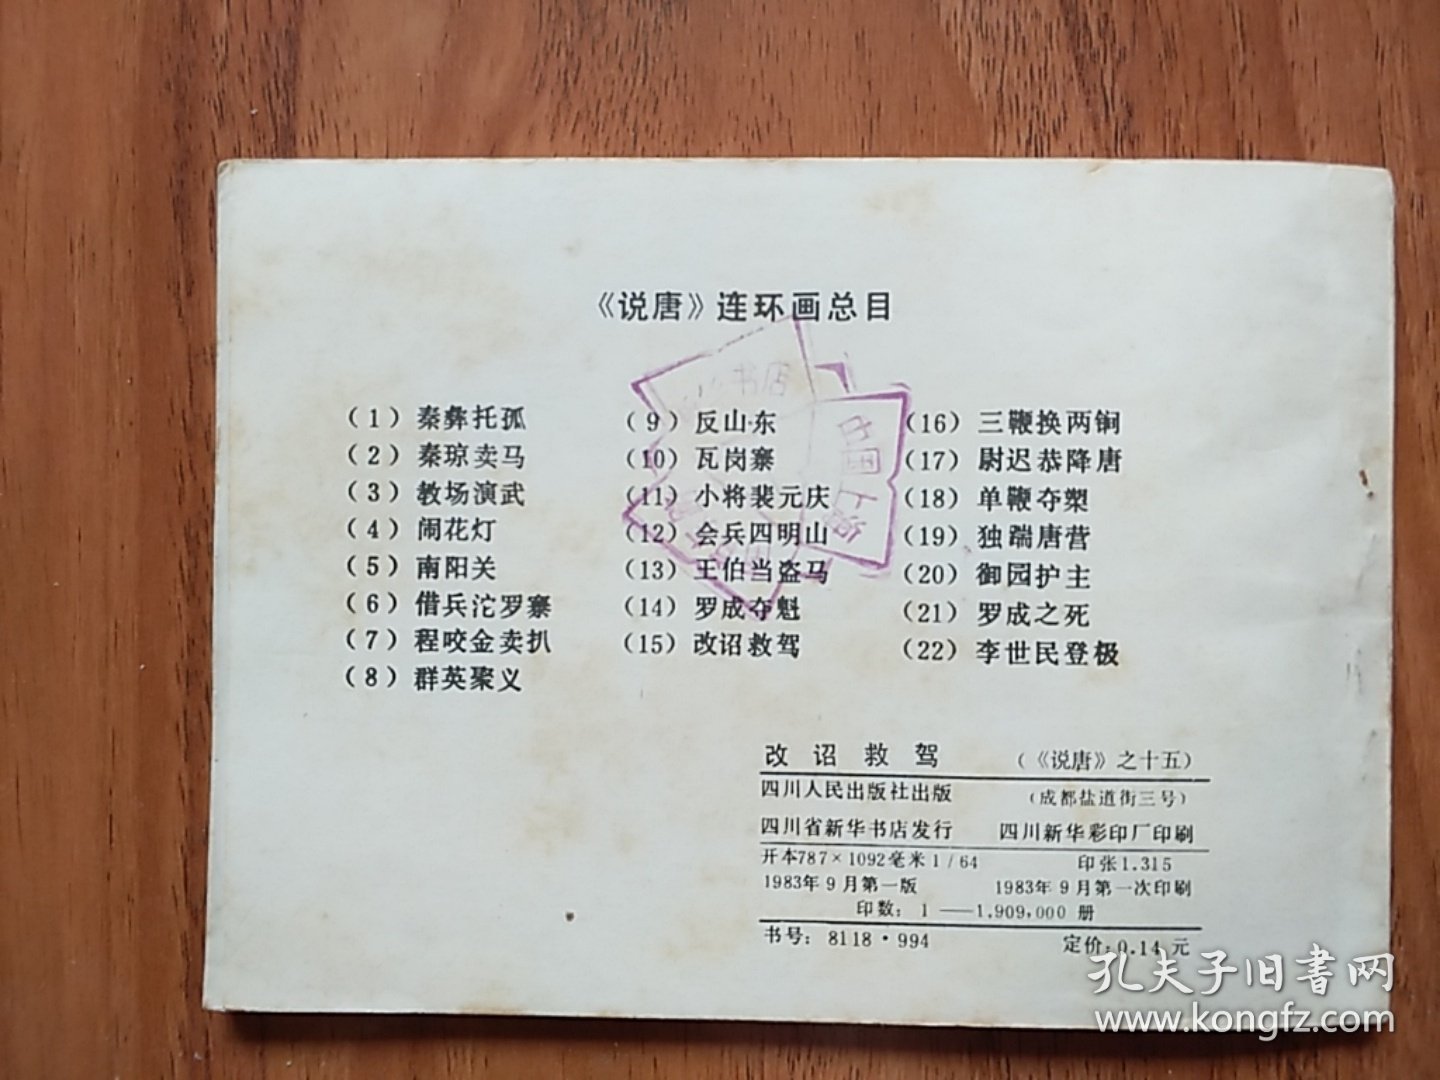 《说唐》连环画总目
（1）秦彝托孤
（2）秦琼卖马
（3）教场演武
（4）闹花灯
（5）南阳关
（6）借兵沱罗寨
（7）程咬金卖扒
（8）群英聚义
（9）反山东
（10）瓦岗寨
（11）小将裴元庆
（12）会兵四明山
（13）王伯当盗马
（14）罗成夺魁
（15）改诏救驾
（16）三鞭换两锏
（17）尉迟恭降唐
（18）单鞭夺槊
（19）独踹唐营
（20）御园护主
（21）罗成之死
（22）李世民登极
书店
中国上海
改诏救驾 （《说唐》之十五）
四川人民出版社出版 （成都盐道街三号）
四川省新华书店发行 四川新华彩印厂印刷
开本787×1092毫米1/64 印张1.315
1983年9月第一版 1983年9月第一次印刷
印数：1——1,909,000 册
书号：8118·994 定价：0.14元
孔夫子旧书网
www.kongfz.com